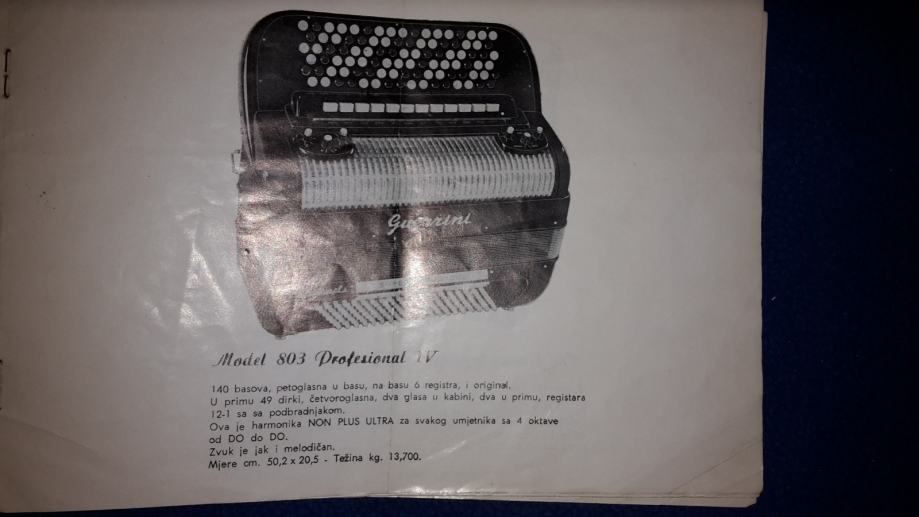 Guerrini
Model 803 Profesional IV
140 basova, petoglasna u basu, na basu 6 registra, i original.
U primu 49 dirki, četvoroglasna, dva glasa u kabini, dva u primu, registara
12-1 sa sa podbradnjakom.
Ova je harmonika NON PLUS ULTRA za svakog umjetnika sa 4 oktave
od DO do DO.
Zvuk je jak i melodičan.
Mjere cm. 50,2 x 20,5 - Težina kg. 13,700.